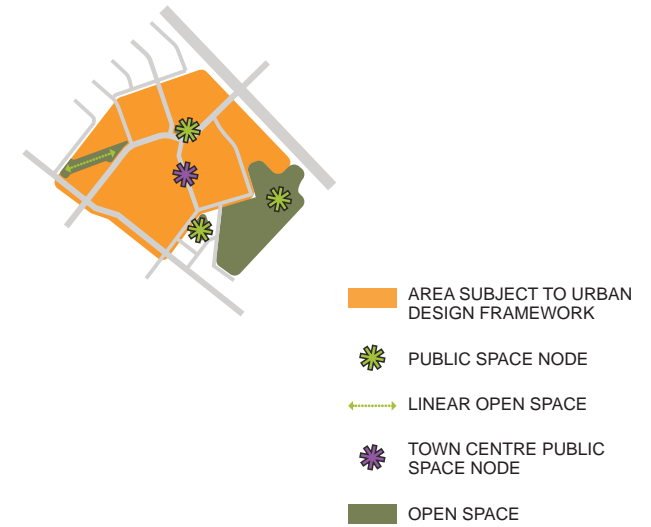 AREA SUBJECT TO URBAN
DESIGN FRAMEWORK
PUBLIC SPACE NODE
LINEAR OPEN SPACE
TOWN CENTRE PUBLIC
SPACE NODE
OPEN SPACE